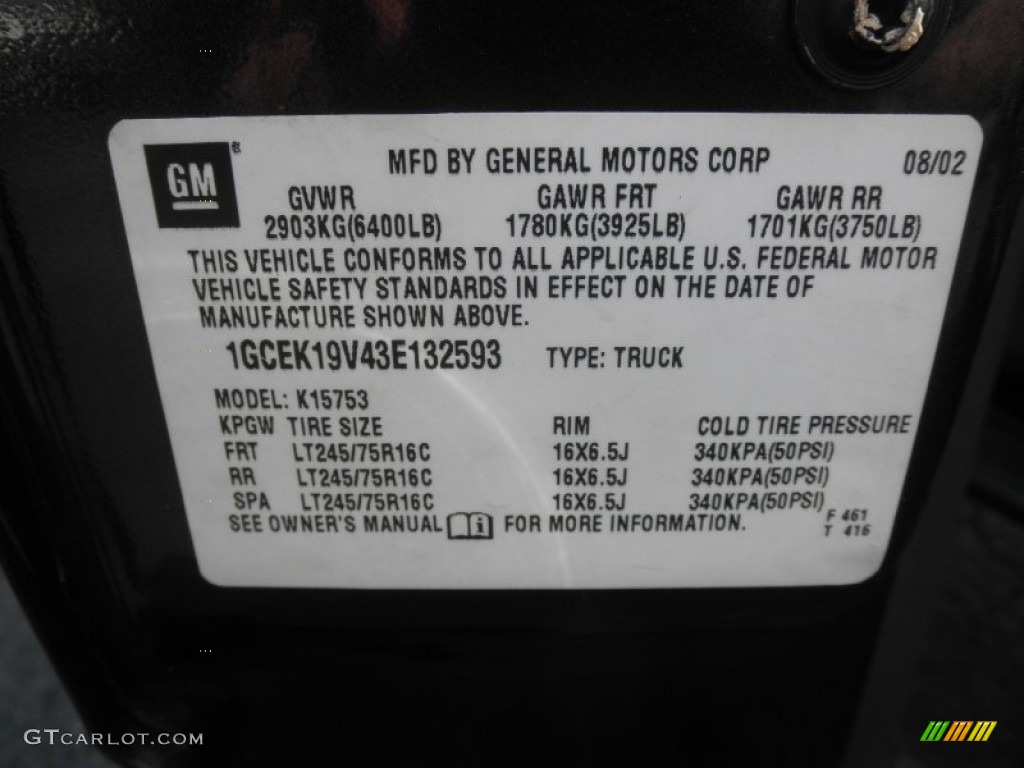 GM®
MFD BY GENERAL MOTORS CORP 08/02
GVWR GAWR FRT GAWR RR
2903KG(6400LB) 1780KG(3925LB) 1701KG(3750LB)
THIS VEHICLE CONFORMS TO ALL APPLICABLE U.S. FEDERAL MOTOR
VEHICLE SAFETY STANDARDS IN EFFECT ON THE DATE OF
MANUFACTURE SHOWN ABOVE.
1GCEK19V43E132593 TYPE: TRUCK
MODEL: K15753
KPGW TIRE SIZE RIM COLD TIRE PRESSURE
FRT LT245/75R16C 16X6.5J 340KPA(50PSI)
RR LT245/75R16C 16X6.5J 340KPA(50PSI)
SPA LT245/75R16C 16X6.5J 340KPA(50PSI)
SEE OWNER'S MANUAL i FOR MORE INFORMATION.
F 461
T 416
GTCARLOT.COM